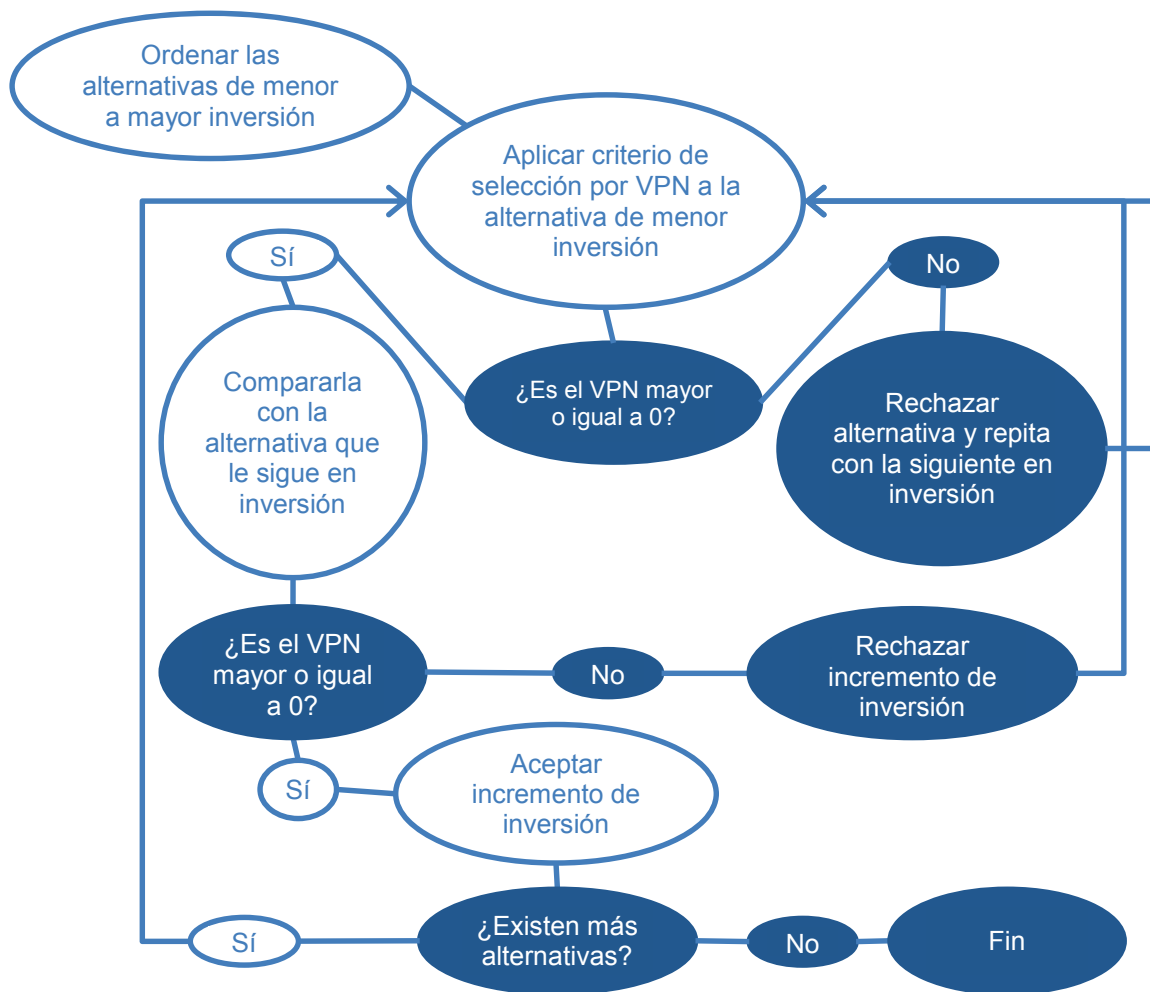 Ordenar las
alternativas de menor
a mayor inversión
Aplicar criterio de
selección por VPN a la
alternativa de menor
inversión
Sí
No
¿Es el VPN mayor
o igual a 0?
Compararla
con la
alternativa que
le sigue en
inversión
Rechazar
alternativa y repita
con la siguiente en
inversión
¿Es el VPN
mayor o igual
a 0?
No
Rechazar
incremento de
inversión
Sí
Aceptar
incremento de
inversión
Sí
¿Existen más
alternativas?
No
Fin